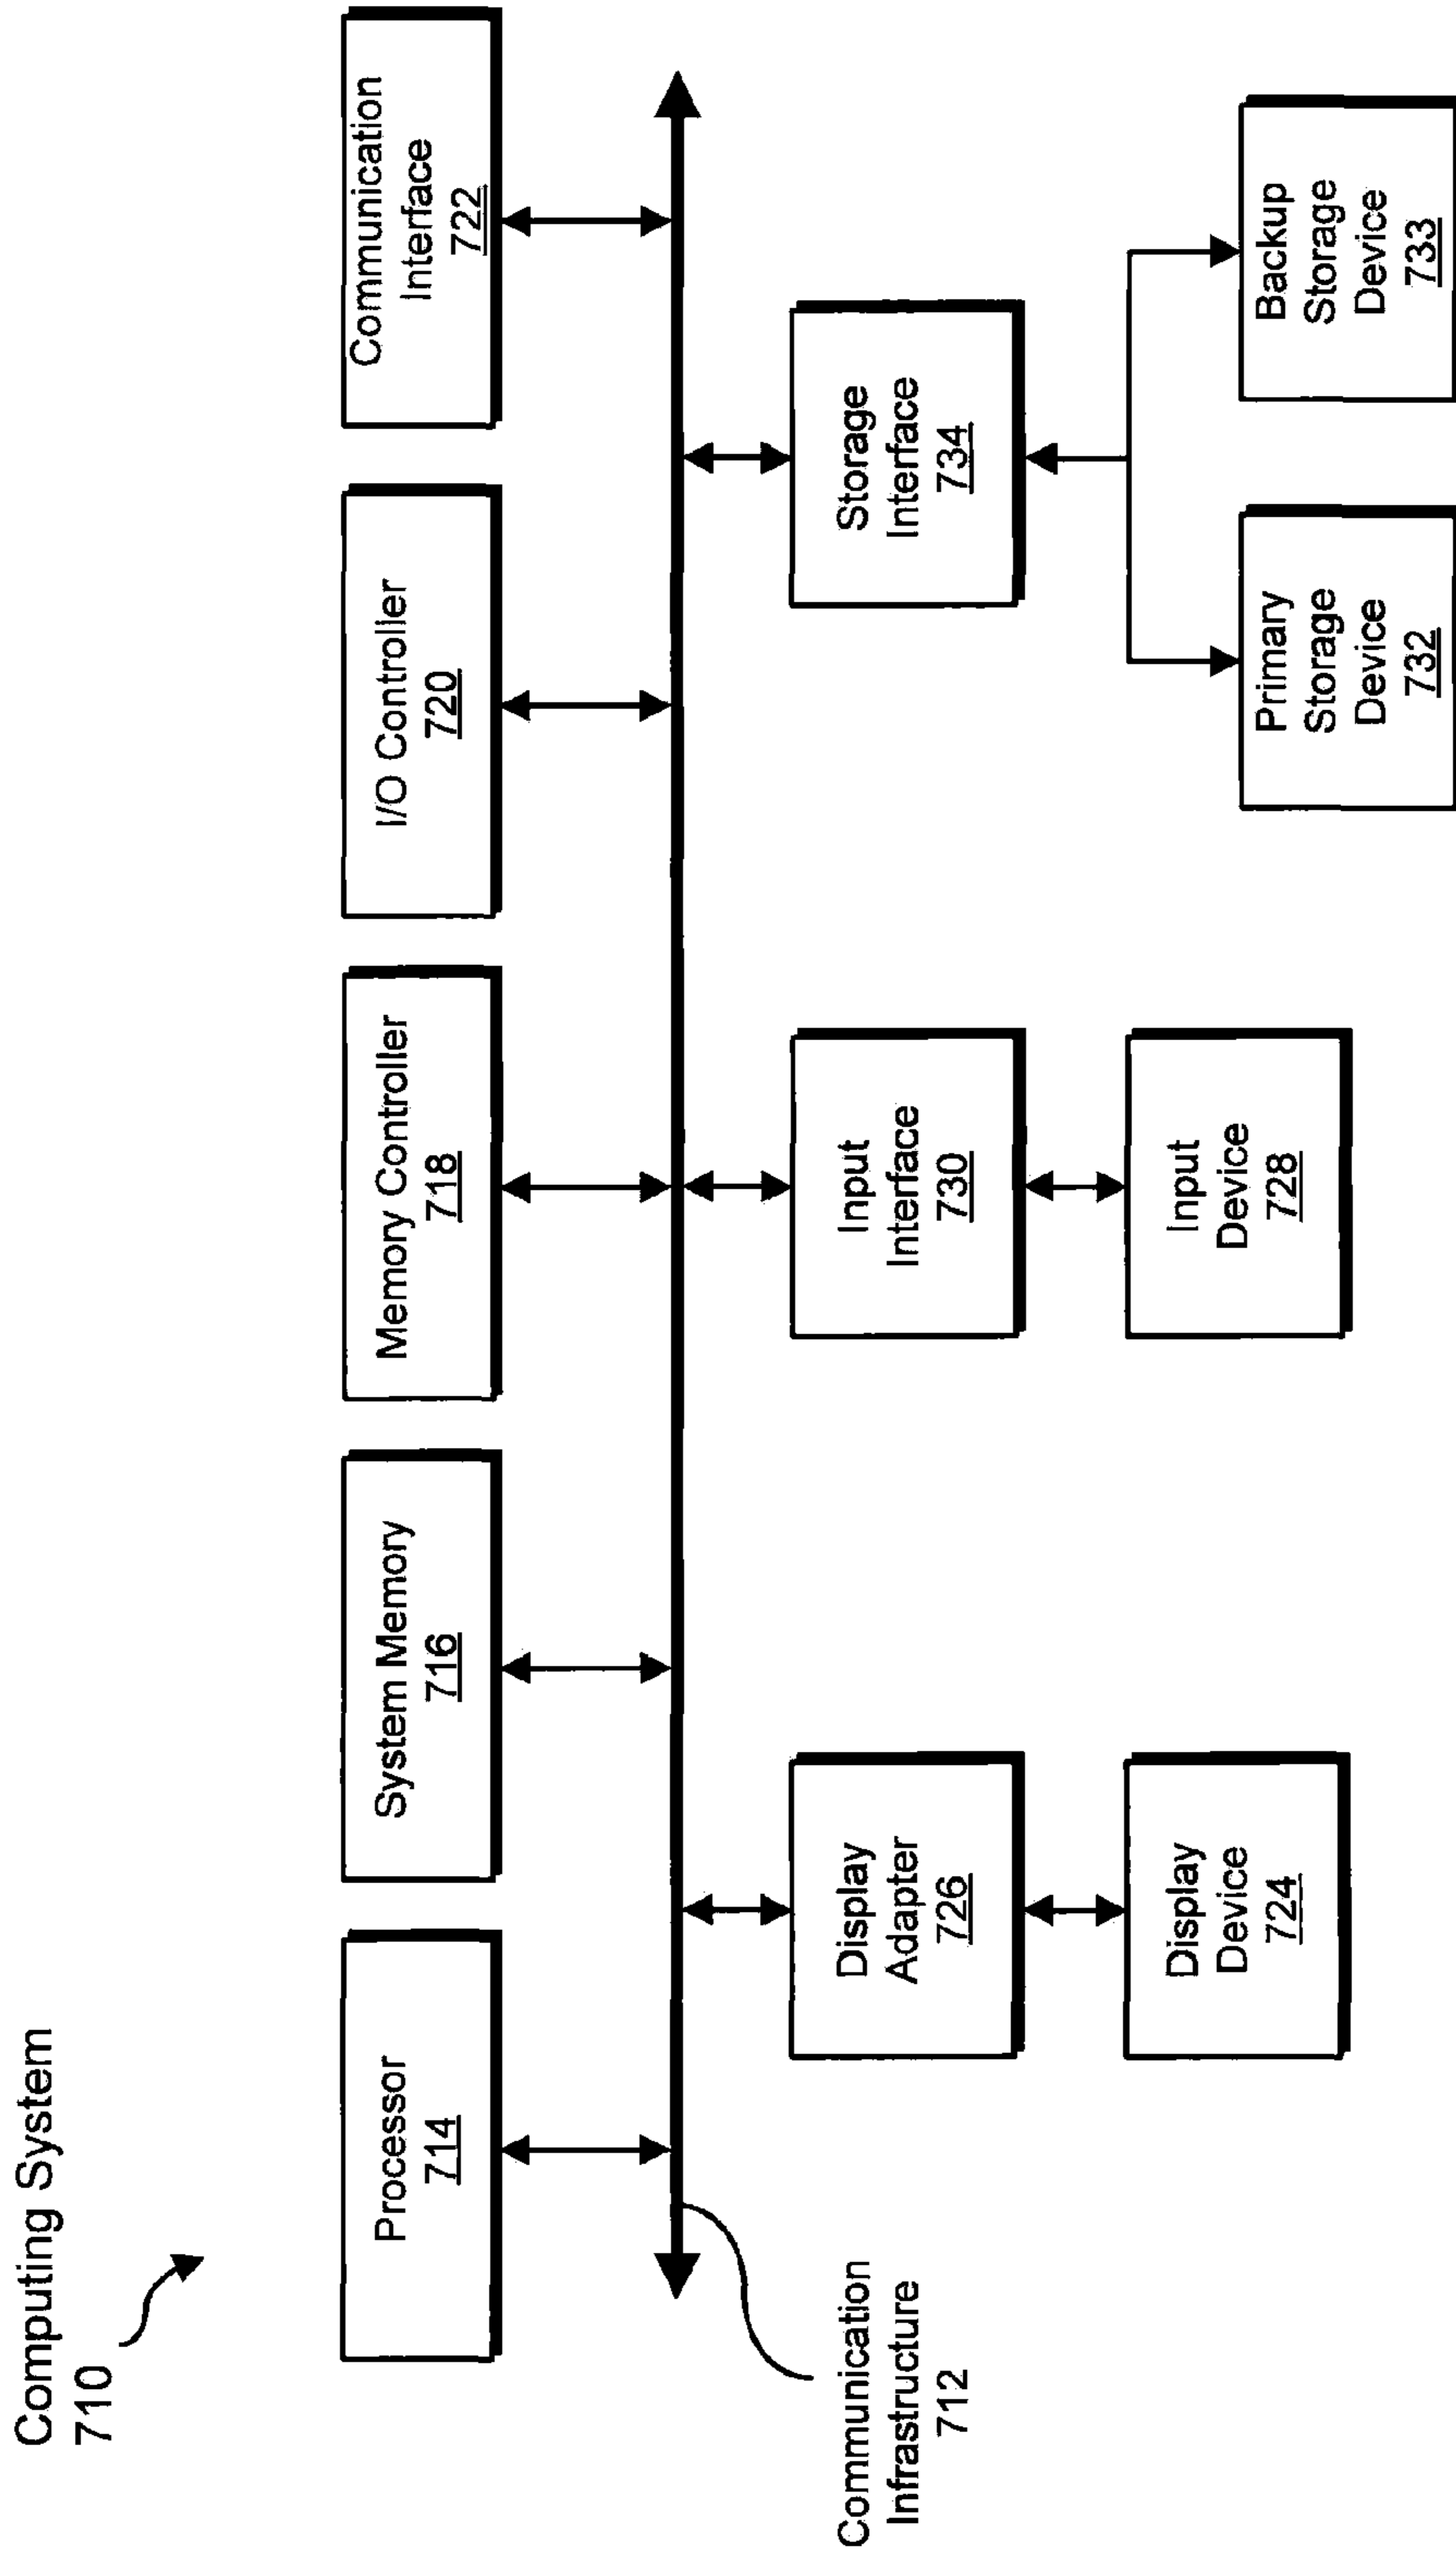 Computing System
710
Processor
714
System Memory
716
Memory Controller
718
I/O Controller
720
Communication
Interface
722
Communication
Infrastructure
712
Display
Adapter
726
Input
Interface
730
Storage
Interface
734
Display
Device
724
Input
Device
728
Primary
Storage
Device
732
Backup
Storage
Device
733